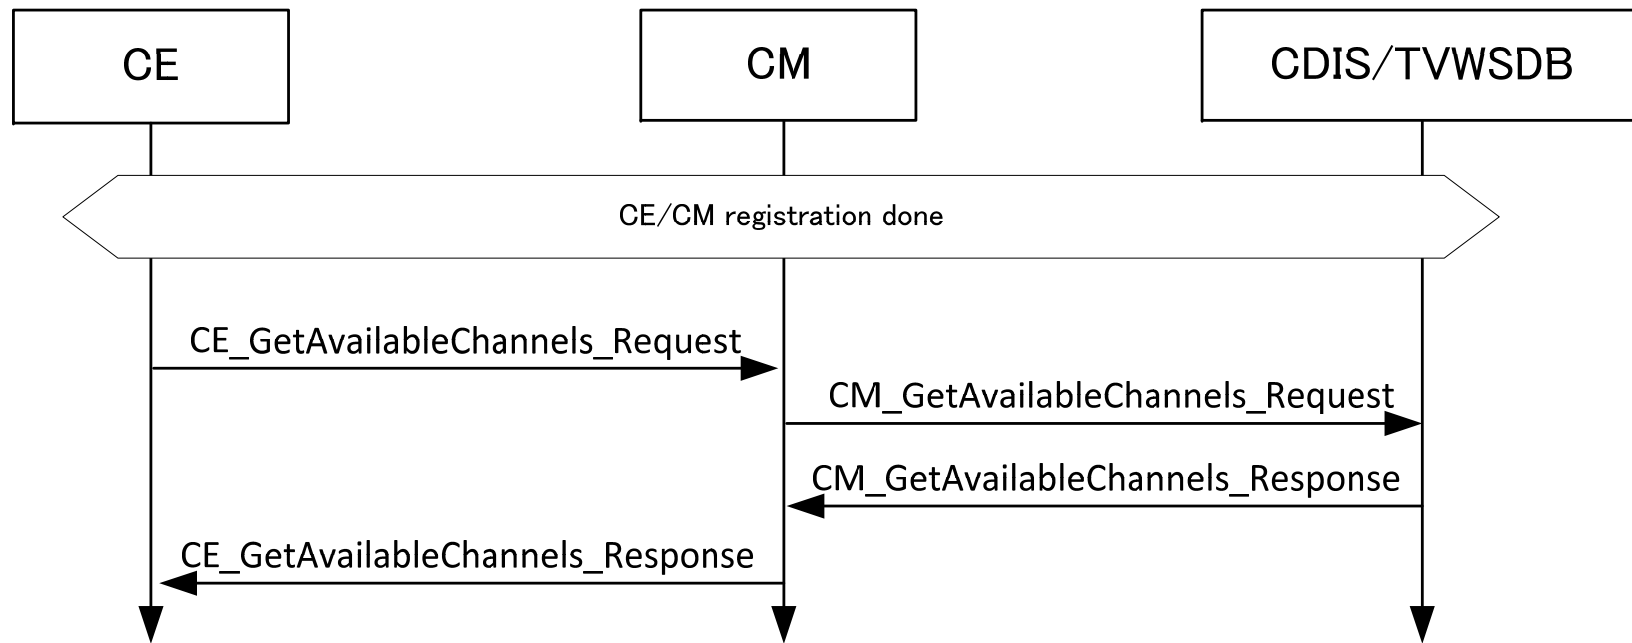 CE
CM
CDIS/TVWSDB
CE/CM registration done
CE_GetAvailableChannels_Request
CM_GetAvailableChannels_Request
CM_GetAvailableChannels_Response
CE_GetAvailableChannels_Response